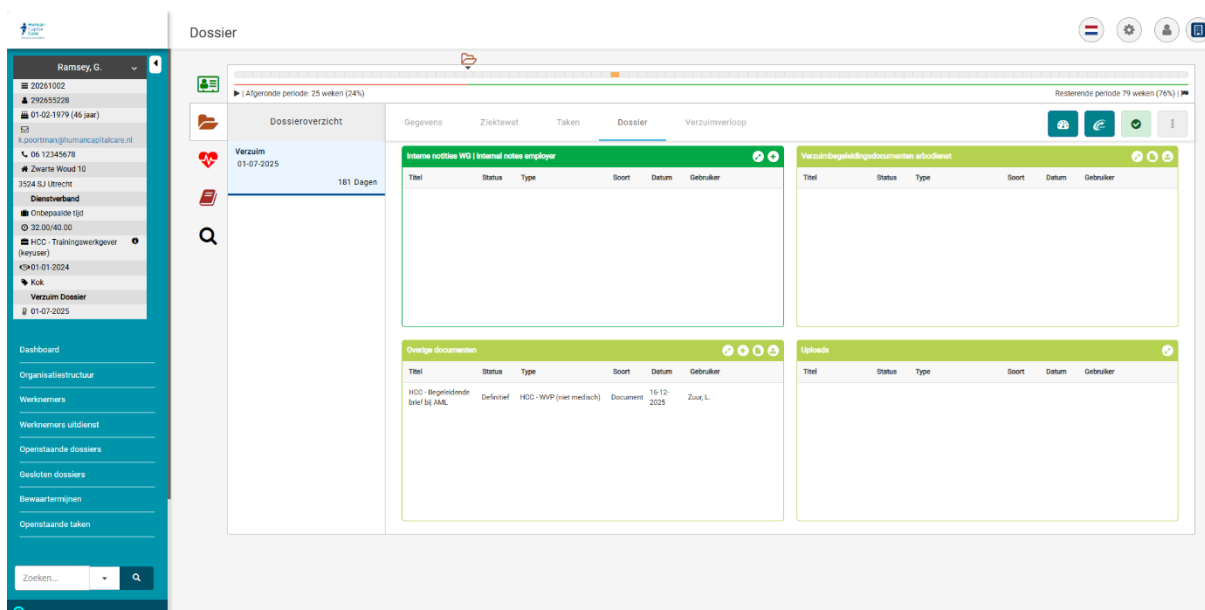 Human
Capital
Care
Dossier
Ramsey, G.
20261002
292655228
01-02-1979 (46 jaar)
k.poortman@humancapitalcare.nl
06 12345678
Zwarte Woud 10
3524 SJ Utrecht
Dienstverband
Onbepaalde tijd
32.00/40.00
HCC - Trainingswerkgever
(keyuser)
01-01-2024
Kok
Verzuim Dossier
01-07-2025
Dashboard
Organisatiestructuur
Werknemers
Werknemers uitdienst
Openstaande dossiers
Gesloten dossiers
Bewaartermijnen
Openstaande taken
Zoeken...
| Afgeronde periode: 25 weken (24%)
Resterende periode 79 weken (76%) |
Dossieroverzicht
Gegevens Ziektewet Taken Dossier Verzuimverloop
Verzuim
01-07-2025
181 Dagen
Interne notities WG | Internal notes employer
Titel Status Type Soort Datum Gebruiker
Verzuimbegeleidingsdocumenten arbodienst
Titel Status Type Soort Datum Gebruiker
Overige documenten
Titel Status Type Soort Datum Gebruiker
HCC - Begeleidende brief bij AML Definitief HCC - WVP (niet medisch) Document 16-12-2025 Zuur, L.
Uploads
Titel Status Type Soort Datum Gebruiker